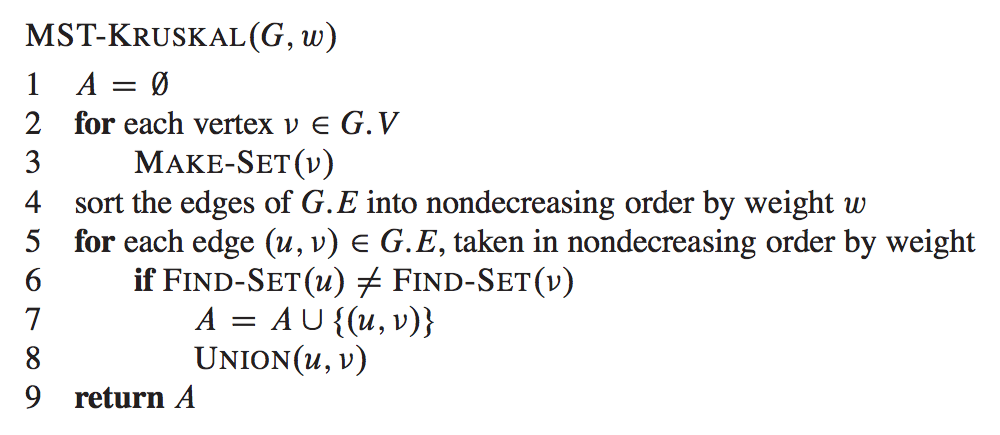 MST-KRUSKAL(G, w)
1 A = ∅
2 for each vertex v ∈ G.V
3 MAKE-SET(v)
4 sort the edges of G.E into nondecreasing order by weight w
5 for each edge (u, v) ∈ G.E, taken in nondecreasing order by weight
6 if FIND-SET(u) ≠ FIND-SET(v)
7 A = A ∪ {(u, v)}
8 UNION(u, v)
9 return A